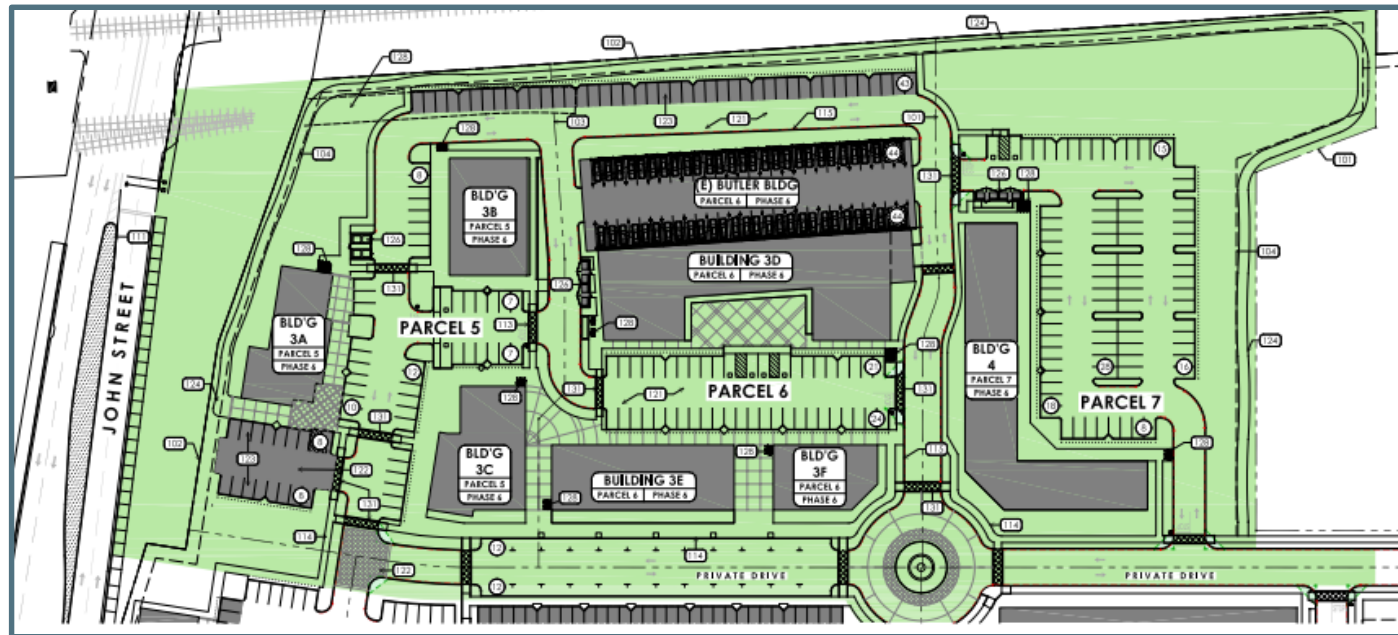 124
102
128
43
103
123
121
115
101
128
104
8
44
(E) BUTLER BLDG
PARCEL 6 PHASE 6
44
131
15
126
128
101
BLD'G
3B
PARCEL 5
PHASE 6
111
126
128
131
BUILDING 3D
PARCEL 6 PHASE 6
126
104
BLD'G
3A
PARCEL 5
PHASE 6
7
PARCEL 5
113
7
128
128
JOHN STREET
124
12
10
131
128
131
121
PARCEL 6
21
24
131
BLD'G
4
PARCEL 7
PHASE 6
28
16
18
PARCEL 7
8
124
102
8
123
122
6
131
114
BLD'G
3C
PARCEL 5
PHASE 6
128
BUILDING 3E
PARCEL 6 PHASE 6
128
BLD'G
3F
PARCEL 6
PHASE 6
115
131
114
128
12
114
12
122
PRIVATE DRIVE
PRIVATE DRIVE